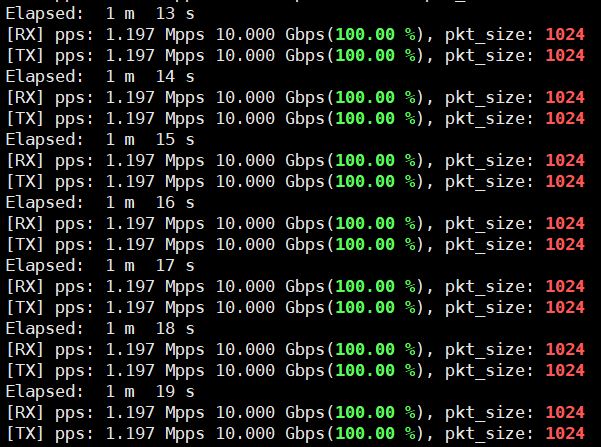 Elapsed:  1 m  13 s
[RX] pps: 1.197 Mpps 10.000 Gbps(100.00 %), pkt_size: 1024
[TX] pps: 1.197 Mpps 10.000 Gbps(100.00 %), pkt_size: 1024
Elapsed:  1 m  14 s
[RX] pps: 1.197 Mpps 10.000 Gbps(100.00 %), pkt_size: 1024
[TX] pps: 1.197 Mpps 10.000 Gbps(100.00 %), pkt_size: 1024
Elapsed:  1 m  15 s
[RX] pps: 1.197 Mpps 10.000 Gbps(100.00 %), pkt_size: 1024
[TX] pps: 1.197 Mpps 10.000 Gbps(100.00 %), pkt_size: 1024
Elapsed:  1 m  16 s
[RX] pps: 1.197 Mpps 10.000 Gbps(100.00 %), pkt_size: 1024
[TX] pps: 1.197 Mpps 10.000 Gbps(100.00 %), pkt_size: 1024
Elapsed:  1 m  17 s
[RX] pps: 1.197 Mpps 10.000 Gbps(100.00 %), pkt_size: 1024
[TX] pps: 1.197 Mpps 10.000 Gbps(100.00 %), pkt_size: 1024
Elapsed:  1 m  18 s
[RX] pps: 1.197 Mpps 10.000 Gbps(100.00 %), pkt_size: 1024
[TX] pps: 1.197 Mpps 10.000 Gbps(100.00 %), pkt_size: 1024
Elapsed:  1 m  19 s
[RX] pps: 1.197 Mpps 10.000 Gbps(100.00 %), pkt_size: 1024
[TX] pps: 1.197 Mpps 10.000 Gbps(100.00 %), pkt_size: 1024